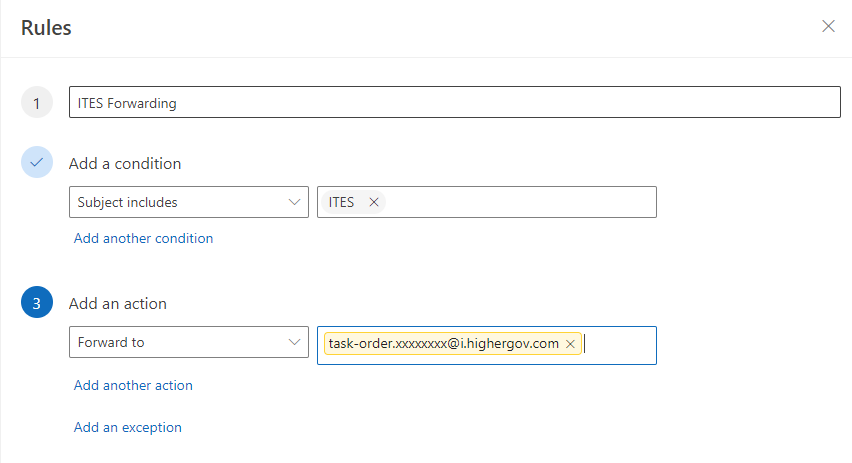 Rules
1
ITES Forwarding
Add a condition
Subject includes
ITES
Add another condition
3
Add an action
Forward to
task-order.xxxxxxxx@i.highergov.com
Add another action
Add an exception